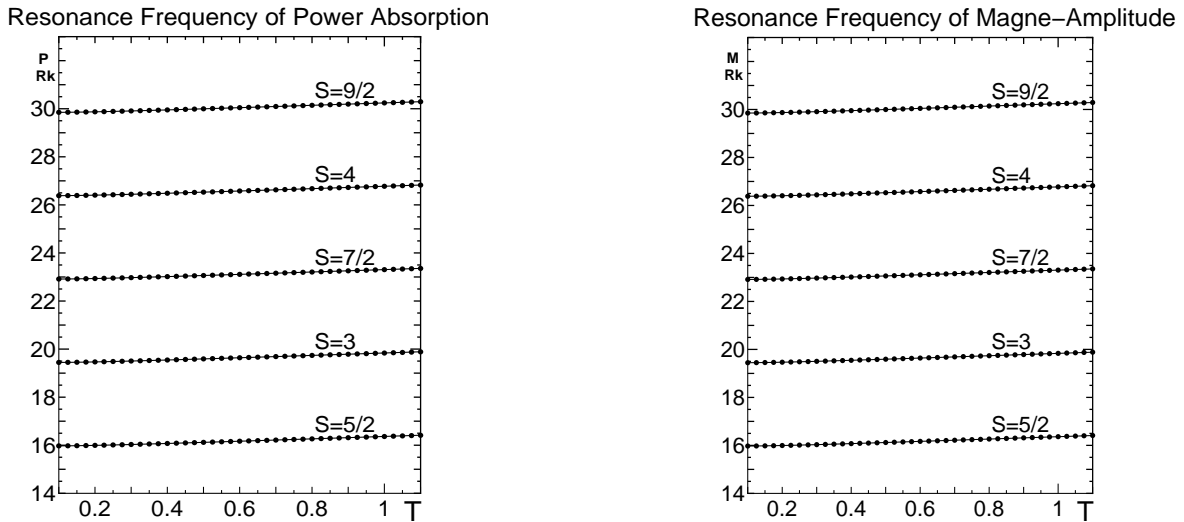 Resonance Frequency of Power Absorption
P
Rk
30
28
26
24
22
20
18
16
14
S=9/2
S=4
S=7/2
S=3
S=5/2
0.2 0.4 0.6 0.8 1 T
Resonance Frequency of Magne−Amplitude
M
Rk
30
28
26
24
22
20
18
16
14
S=9/2
S=4
S=7/2
S=3
S=5/2
0.2 0.4 0.6 0.8 1 T